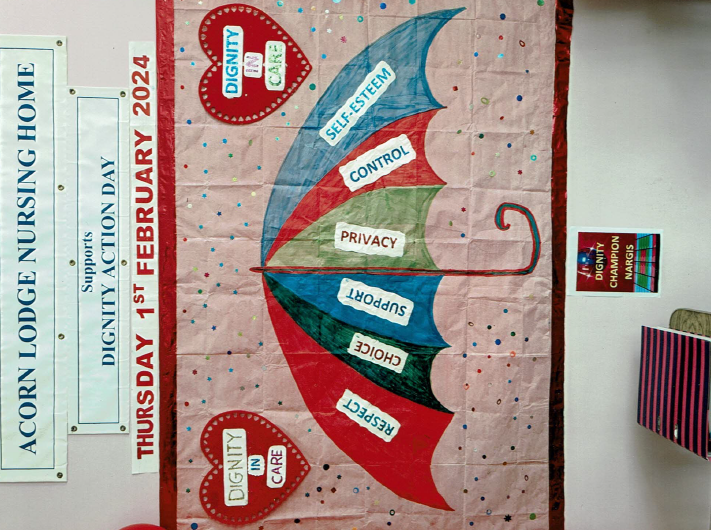 ACORN LODGE NURSING HOME
Supports
DIGNITY ACTION DAY
THURSDAY 1ST FEBRUARY 2024
DIGNITY
IN
CARE
DIGNITY
IN
CARE
RESPECT
CHOICE
SUPPORT
PRIVACY
CONTROL
SELF-ESTEEM
DIGNITY
CHAMPION
NARGIS